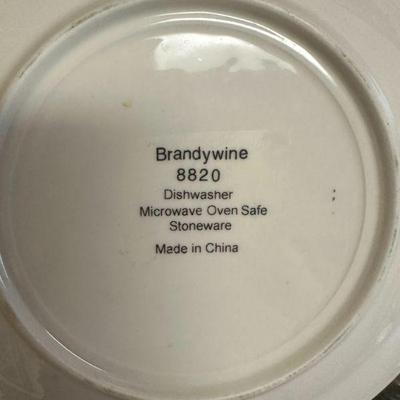 Brandywine
8820
Dishwasher
Microwave Oven Safe
Stoneware
Made in China